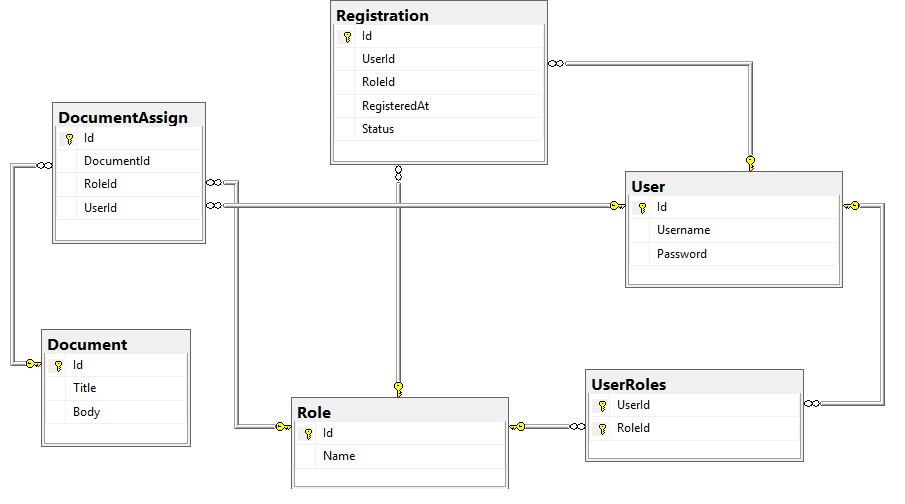 Registration
Id
UserId
RoleId
RegisteredAt
Status
DocumentAssign
Id
DocumentId
RoleId
UserId
User
Id
Username
Password
Document
Id
Title
Body
Role
Id
Name
UserRoles
UserId
RoleId